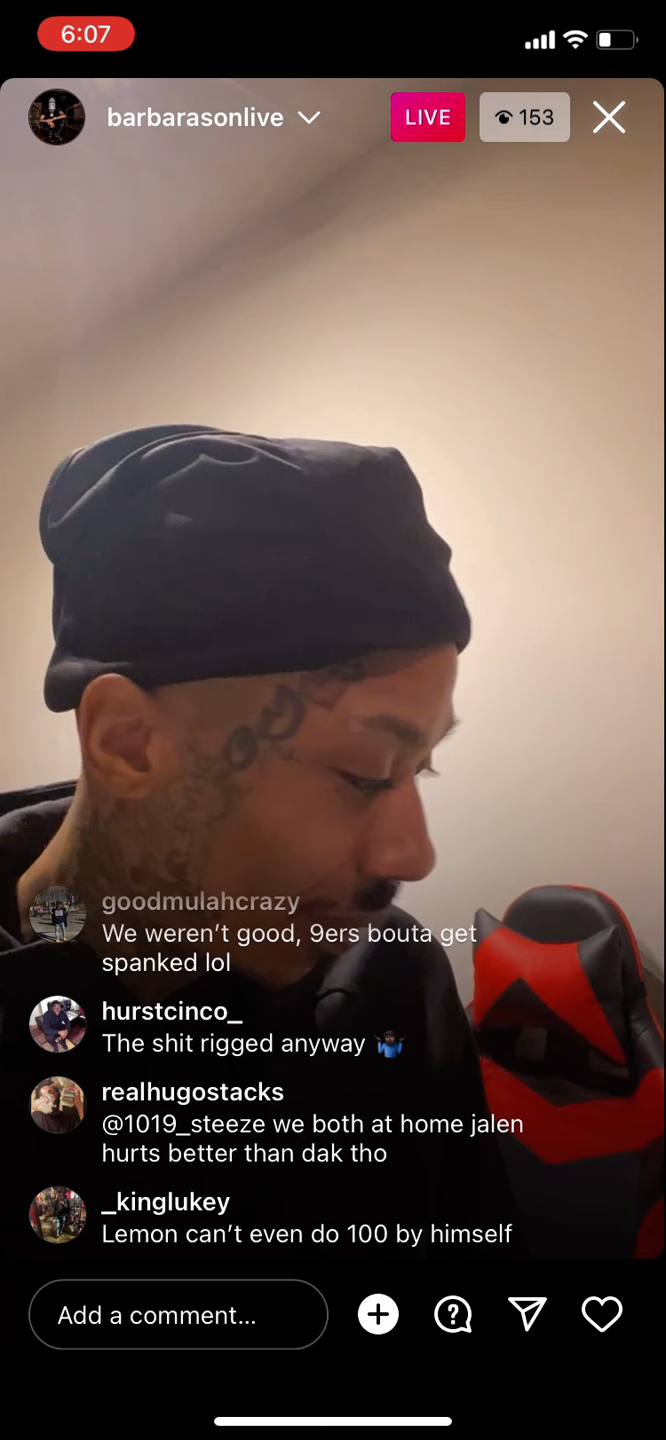 6:07
barbarasonlive
LIVE
153
goodmulahcrazy
We weren’t good, 9ers bouta get
spanked lol
hurstcinco_
The shit rigged anyway 🤷🏿‍♂️
realhugostacks
@1019_steeze we both at home jalen
hurts better than dak tho
_kinglukey
Lemon can’t even do 100 by himself
Add a comment...